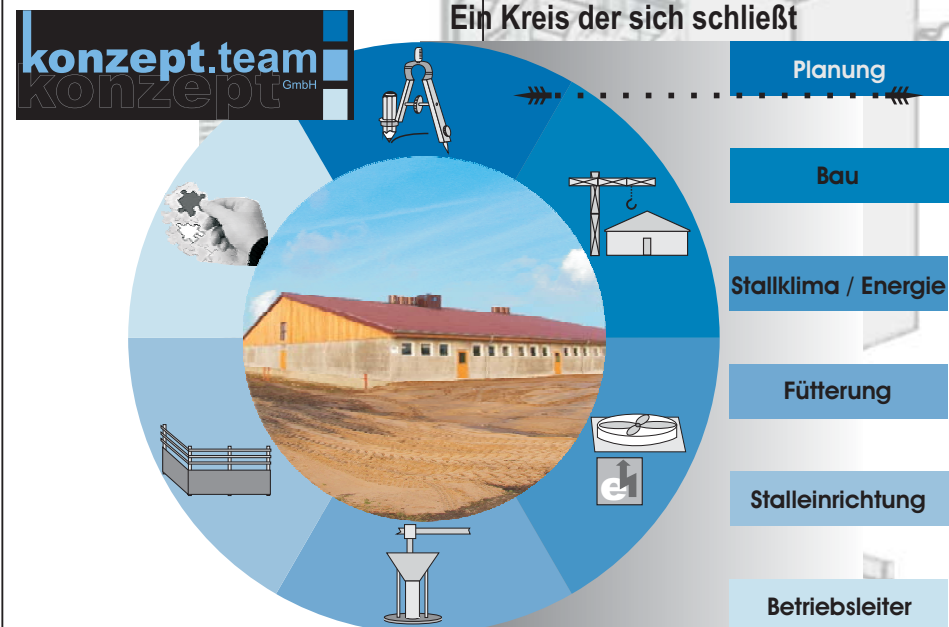 Ein Kreis der sich schließt
konzept.team
GmbH
konzept
Planung
Bau
Stallklima / Energie
Fütterung
Stalleinrichtung
Betriebsleiter